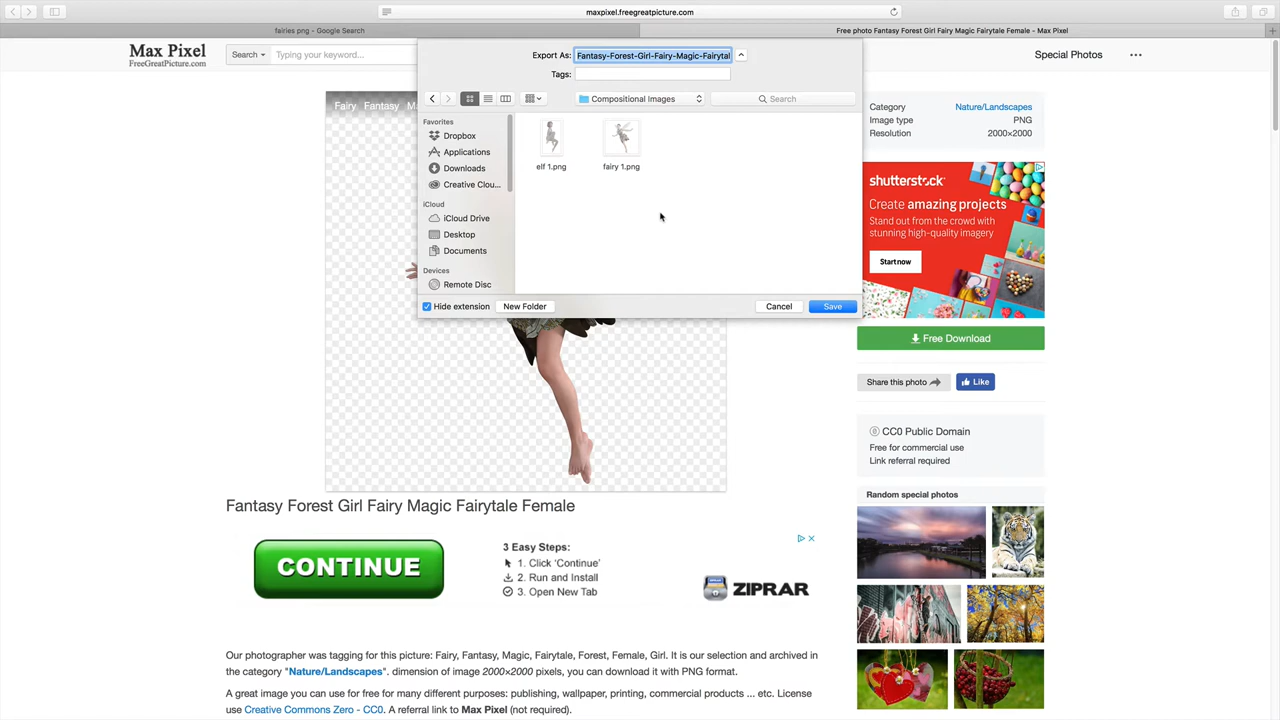 maxpixel.freegreatpicture.com
fairies png - Google Search
Free photo Fantasy Forest Girl Fairy Magic Fairytale Female - Max Pixel
Max Pixel
FreeGreatPicture.com
Search
Typing your keyword...
Special Photos
Export As:
Fantasy-Forest-Girl-Fairy-Magic-Fairytal
Tags:
Compositional Images
Search
Favorites
Dropbox
Applications
Downloads
Creative Clou...
iCloud
iCloud Drive
Desktop
Documents
Devices
Remote Disc
elf 1.png
fairy 1.png
Hide extension
New Folder
Cancel
Save
Fairy Fantasy
Category Nature/Landscapes
Image type PNG
Resolution 2000×2000
shutterstock
Create amazing projects
Stand out from the crowd with
stunning high-quality imagery
Start now
Free Download
Share this photo
Like
CC0 Public Domain
Free for commercial use
Link referral required
Random special photos
Fantasy Forest Girl Fairy Magic Fairytale Female
CONTINUE
3 Easy Steps:
1. Click 'Continue'
2. Run and Install
3. Open New Tab
ZIPRAR
Our photographer was tagging for this picture: Fairy, Fantasy, Magic, Fairytale, Forest, Female, Girl. It is our selection and archived in
the category "Nature/Landscapes". dimension of image 2000×2000 pixels, you can download it with PNG format.
A great image you can use for free for many different purposes: publishing, wallpaper, printing, commercial products ... etc. License
use Creative Commons Zero - CC0. A referral link to Max Pixel (not required).